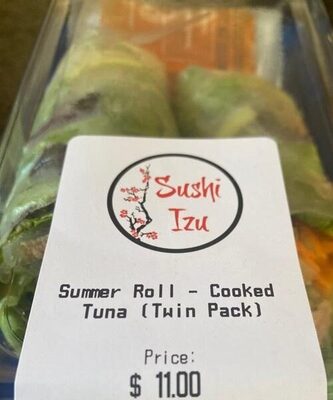 Sushi
Izu
Summer Roll - Cooked
Tuna (Twin Pack)
Price:
$ 11.00